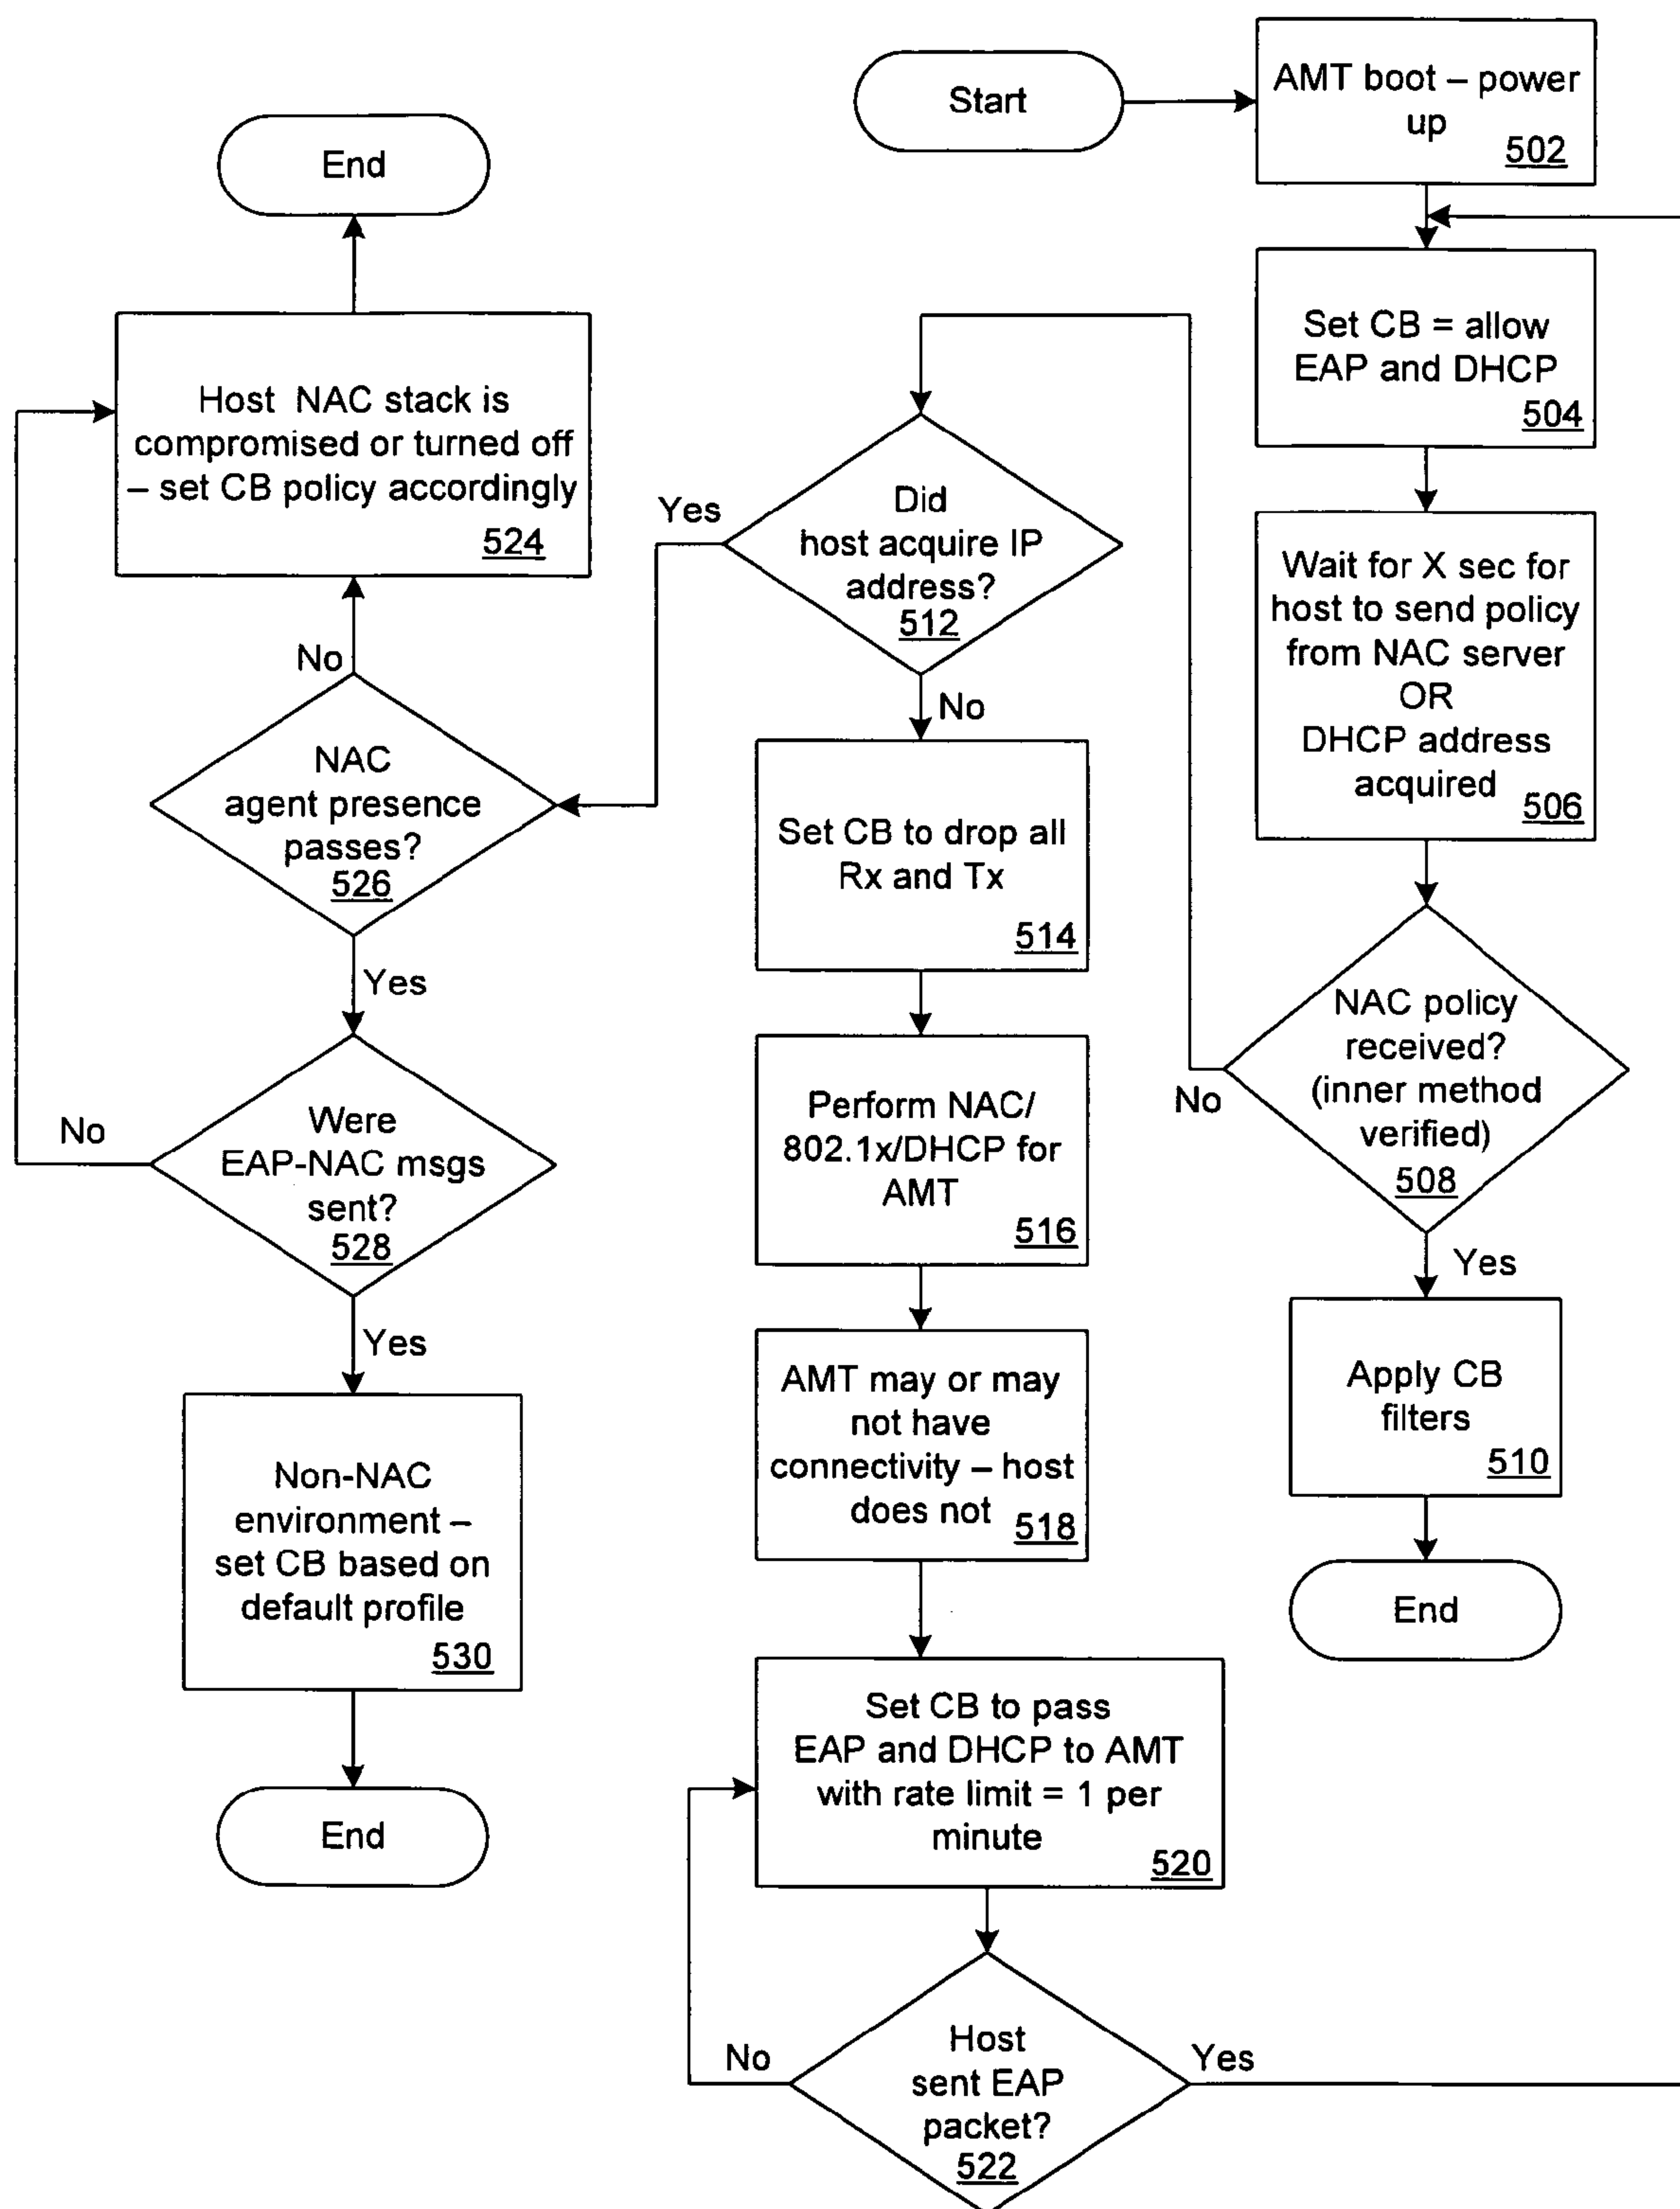 Start
AMT boot – power
up
502
Set CB = allow
EAP and DHCP
504
Wait for X sec for
host to send policy
from NAC server
OR
DHCP address
acquired
506
NAC policy
received?
(inner method
verified)
508
No
Yes
Apply CB
filters
510
End
Did
host acquire IP
address?
512
Yes
No
Set CB to drop all
Rx and Tx
514
Perform NAC/
802.1x/DHCP for
AMT
516
AMT may or may
not have
connectivity – host
does not
518
Set CB to pass
EAP and DHCP to AMT
with rate limit = 1 per
minute
520
Host
sent EAP
packet?
522
No
Yes
End
Host NAC stack is
compromised or turned off
– set CB policy accordingly
524
No
NAC
agent presence
passes?
526
Yes
Were
EAP-NAC msgs
sent?
528
No
Yes
Non-NAC
environment –
set CB based on
default profile
530
End